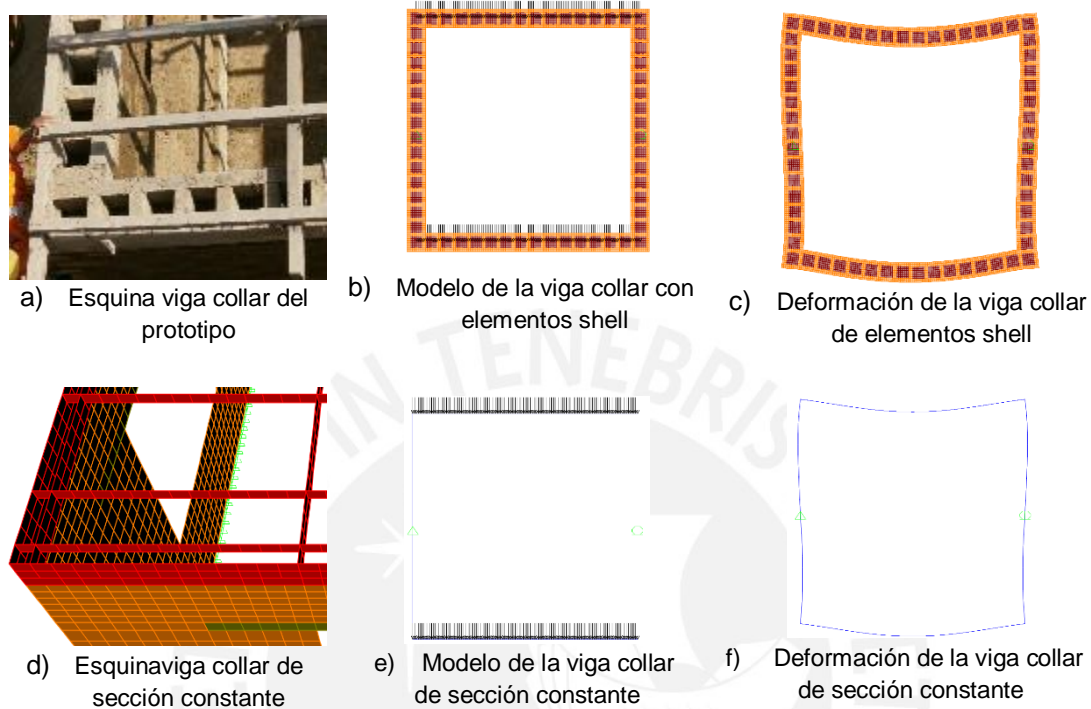 a) Esquina viga collar del
prototipo
b) Modelo de la viga collar con
elementos shell
c) Deformación de la viga collar
de elementos shell
IN TENEBRIS
d) Esquinaviga collar de
sección constante
e) Modelo de la viga collar
de sección constante
f) Deformación de la viga collar
de sección constante